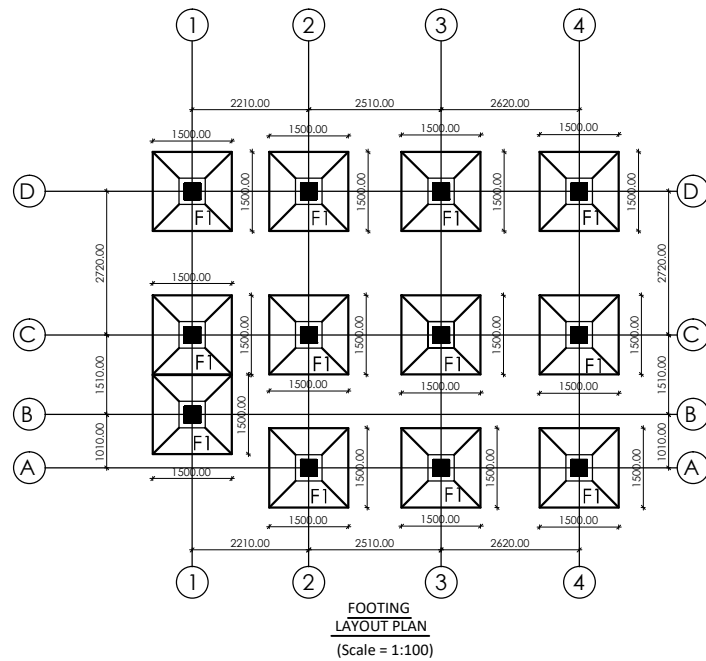 1 2 3 4
2210.00 2510.00 2620.00
1500.00 1500.00 1500.00 1500.00
D D
1500.00 1500.00 1500.00 1500.00
F1 F1 F1 F1
2720.00 2720.00
1500.00
C C
1500.00 1500.00 1500.00 1500.00
F1 F1 F1 F1
1510.00 1510.00
1500.00 1500.00 1500.00
B B
1500.00
F1
1010.00 1010.00
A A
1500.00 1500.00 1500.00
F1 F1 F1
1500.00
1500.00 1500.00 1500.00
2210.00 2510.00 2620.00
1 2 3 4
FOOTING
LAYOUT PLAN
(Scale = 1:100)